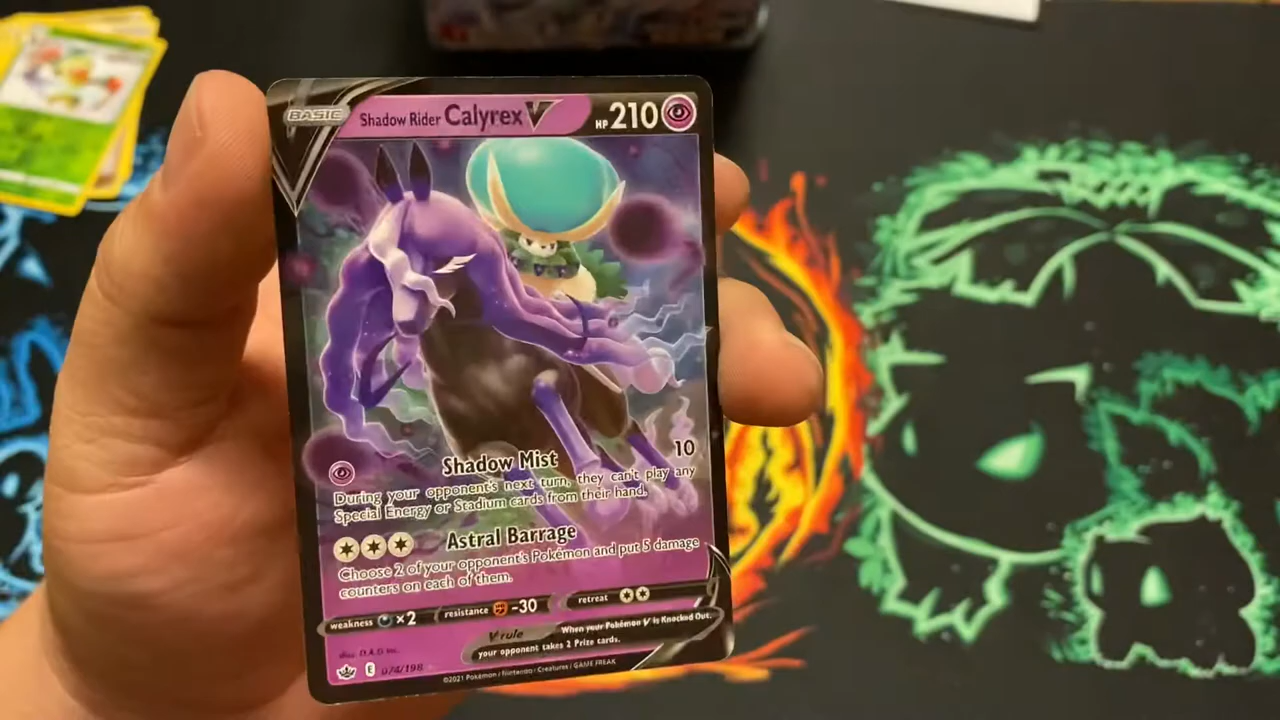 BASIC
Shadow Rider Calyrex V HP 210
Shadow Mist 10
During your opponent's next turn, they can't play any
Special Energy or Stadium cards from their hand.
Astral Barrage
Choose 2 of your opponent's Pokémon and put 5 damage
counters on each of them.
weakness ×2 resistance -30 retreat
V rule When your Pokémon V is Knocked Out,
your opponent takes 2 Prize cards.
E 074/198
©2021 Pokémon / Nintendo / Creatures / GAME FREAK